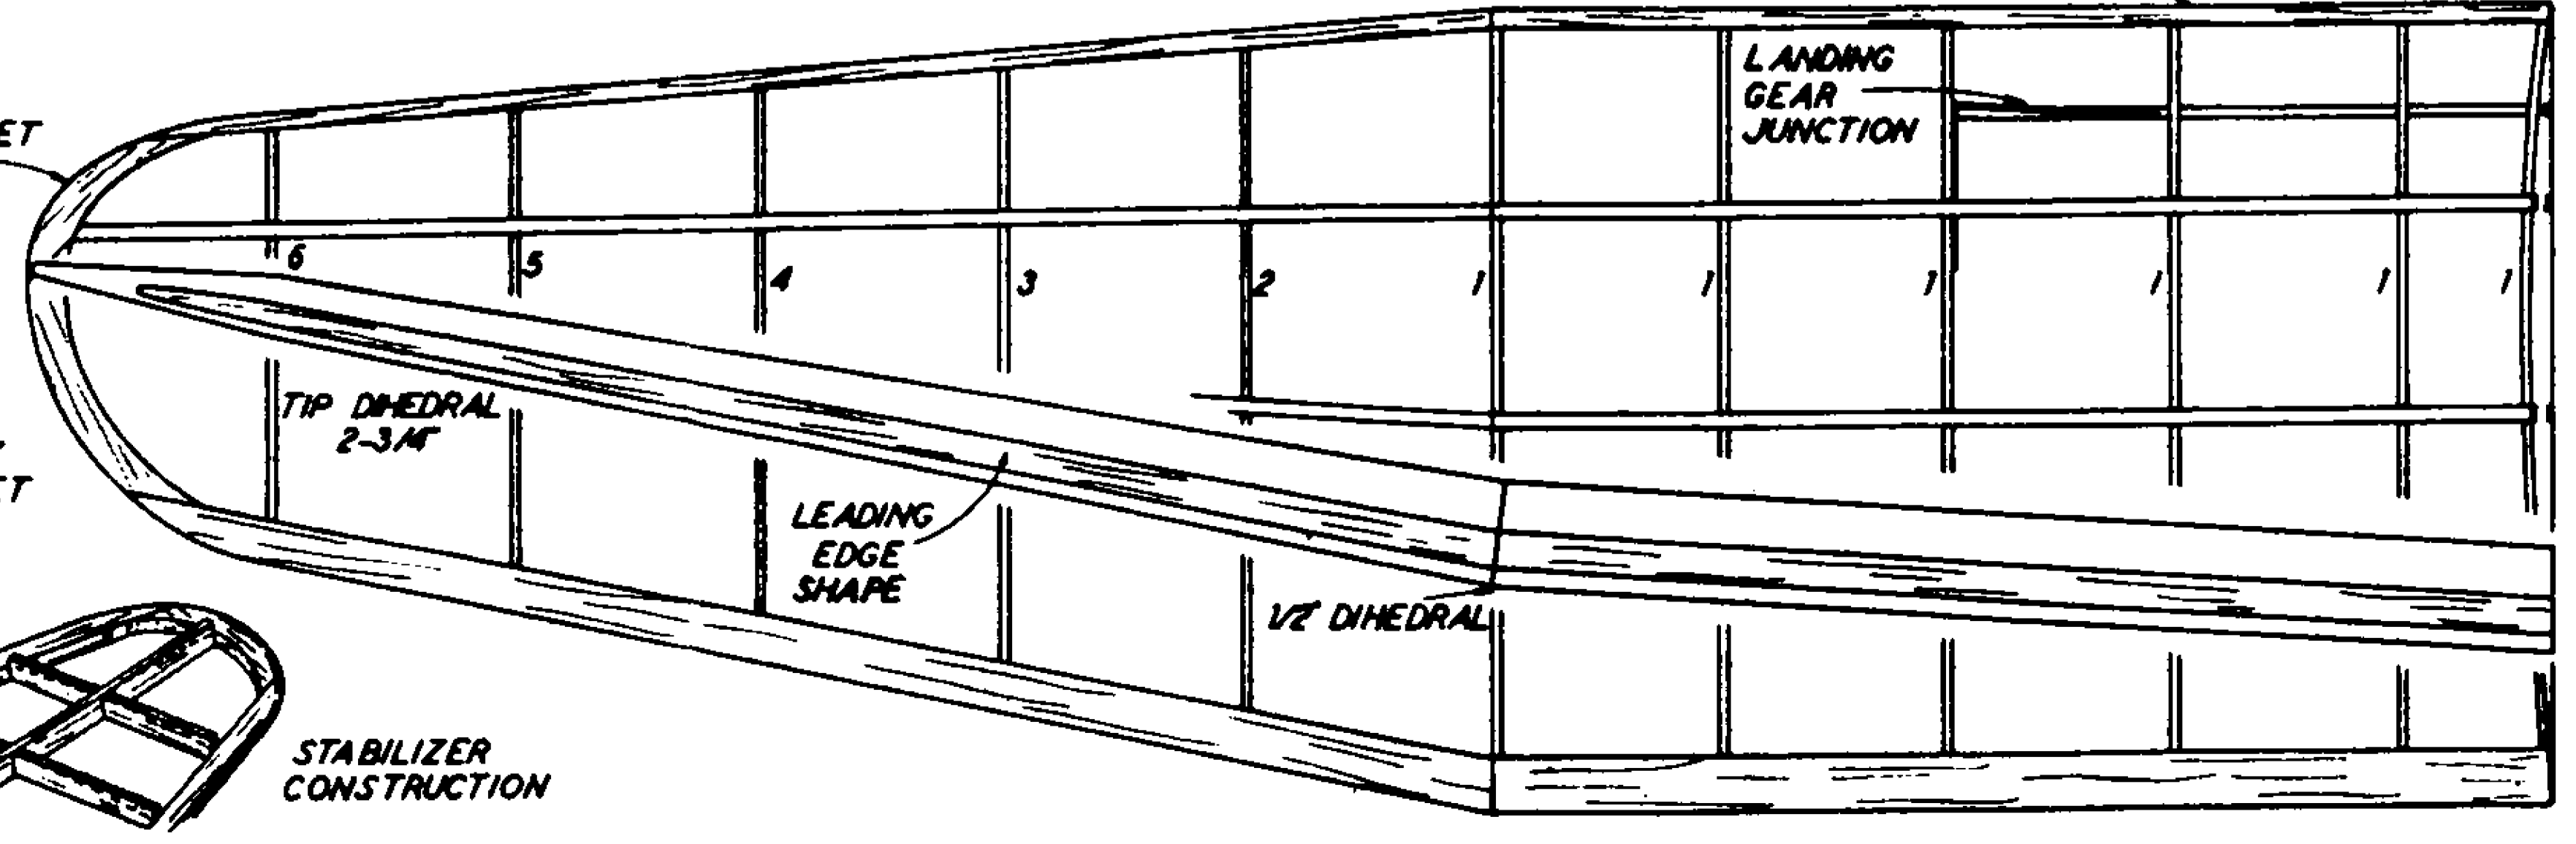 LANDING
GEAR
JUNCTION
ET
6
5
4
3
2
1
1
1
1
1
1
TIP DIHEDRAL
2-3/4"
ET
LEADING
EDGE
SHAPE
1/2" DIHEDRAL
STABILIZER
CONSTRUCTION